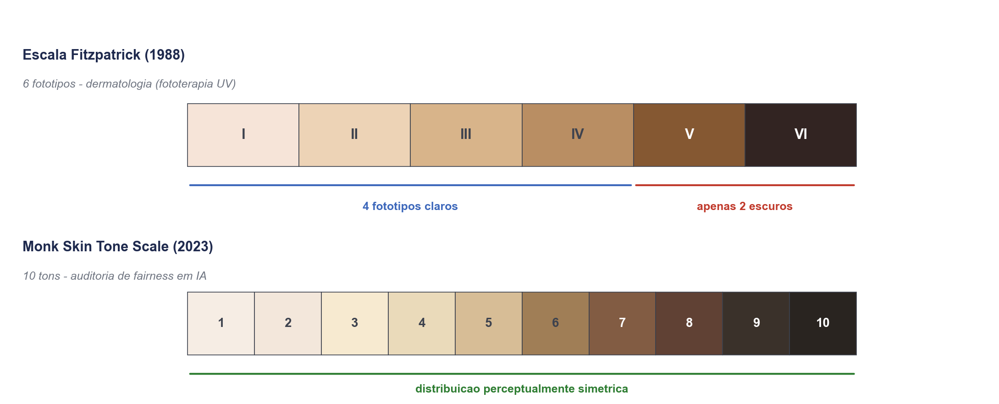 Escala Fitzpatrick (1988)
6 fototipos - dermatologia (fototerapia UV)
I II III IV V VI
4 fototipos claros apenas 2 escuros
Monk Skin Tone Scale (2023)
10 tons - auditoria de fairness em IA
1 2 3 4 5 6 7 8 9 10
distribuicao perceptualmente simetrica